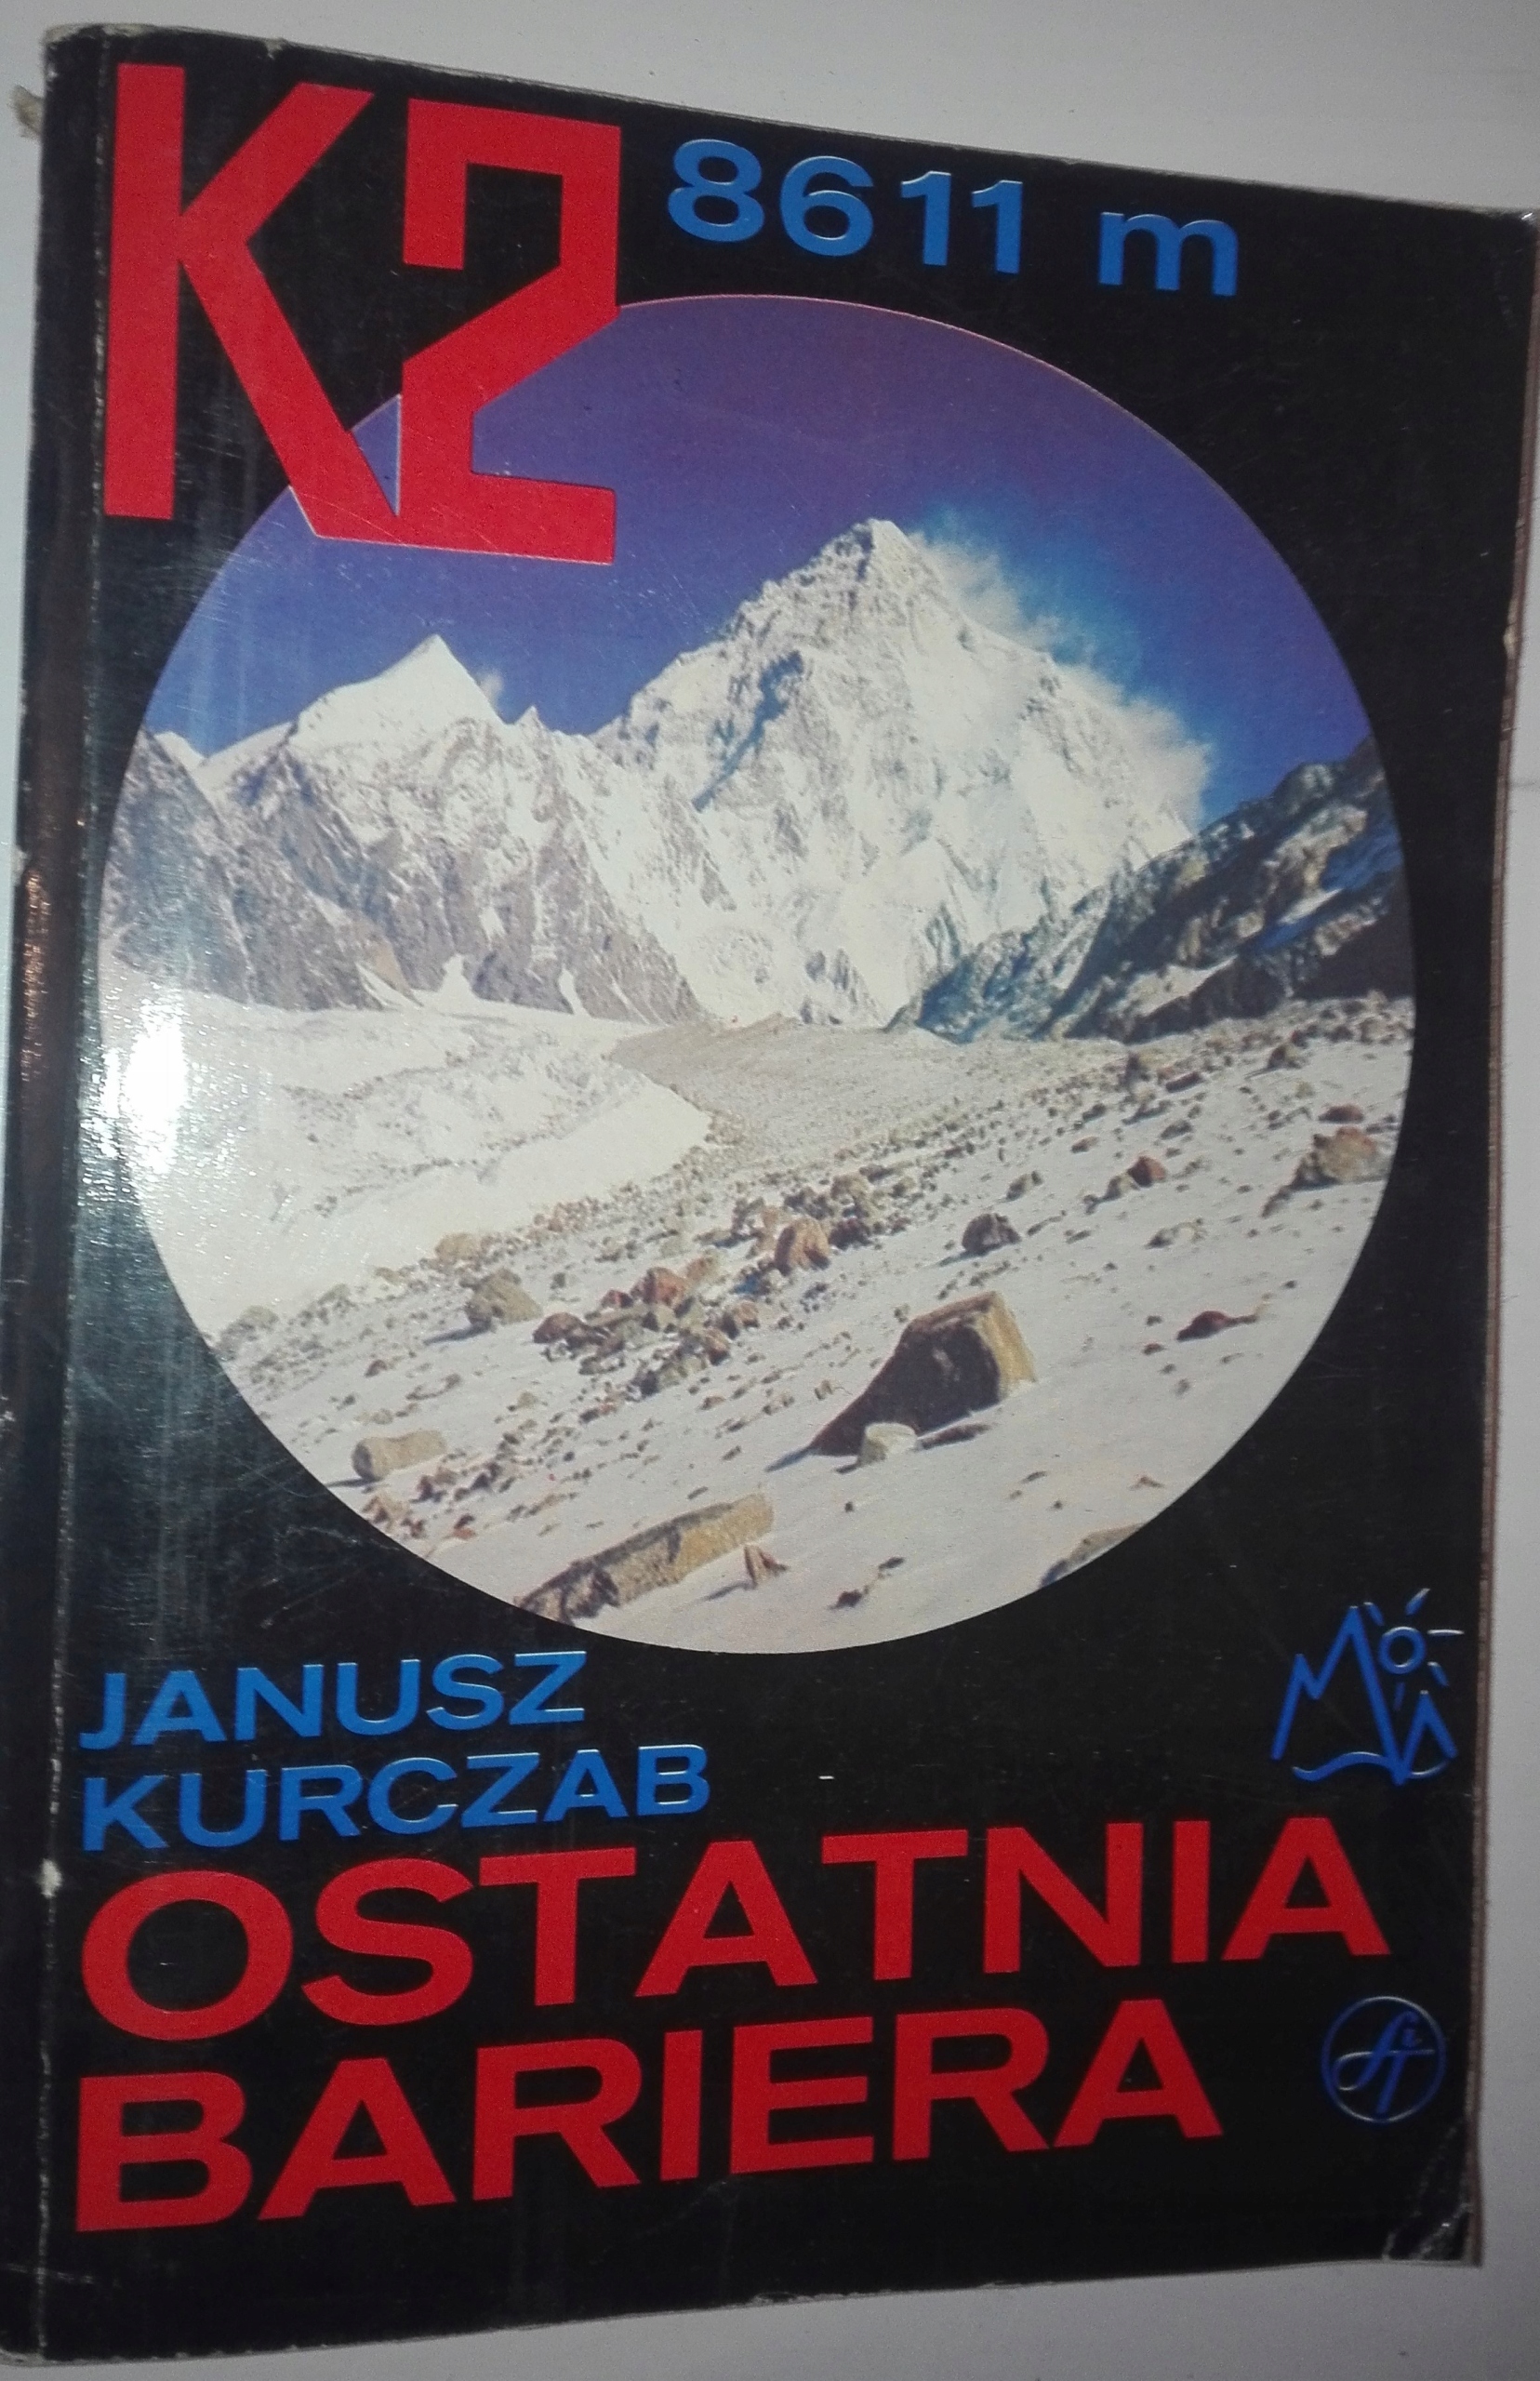 K2 8611 m
JANUSZ
KURCZAB
OSTATNIA
BARIERA